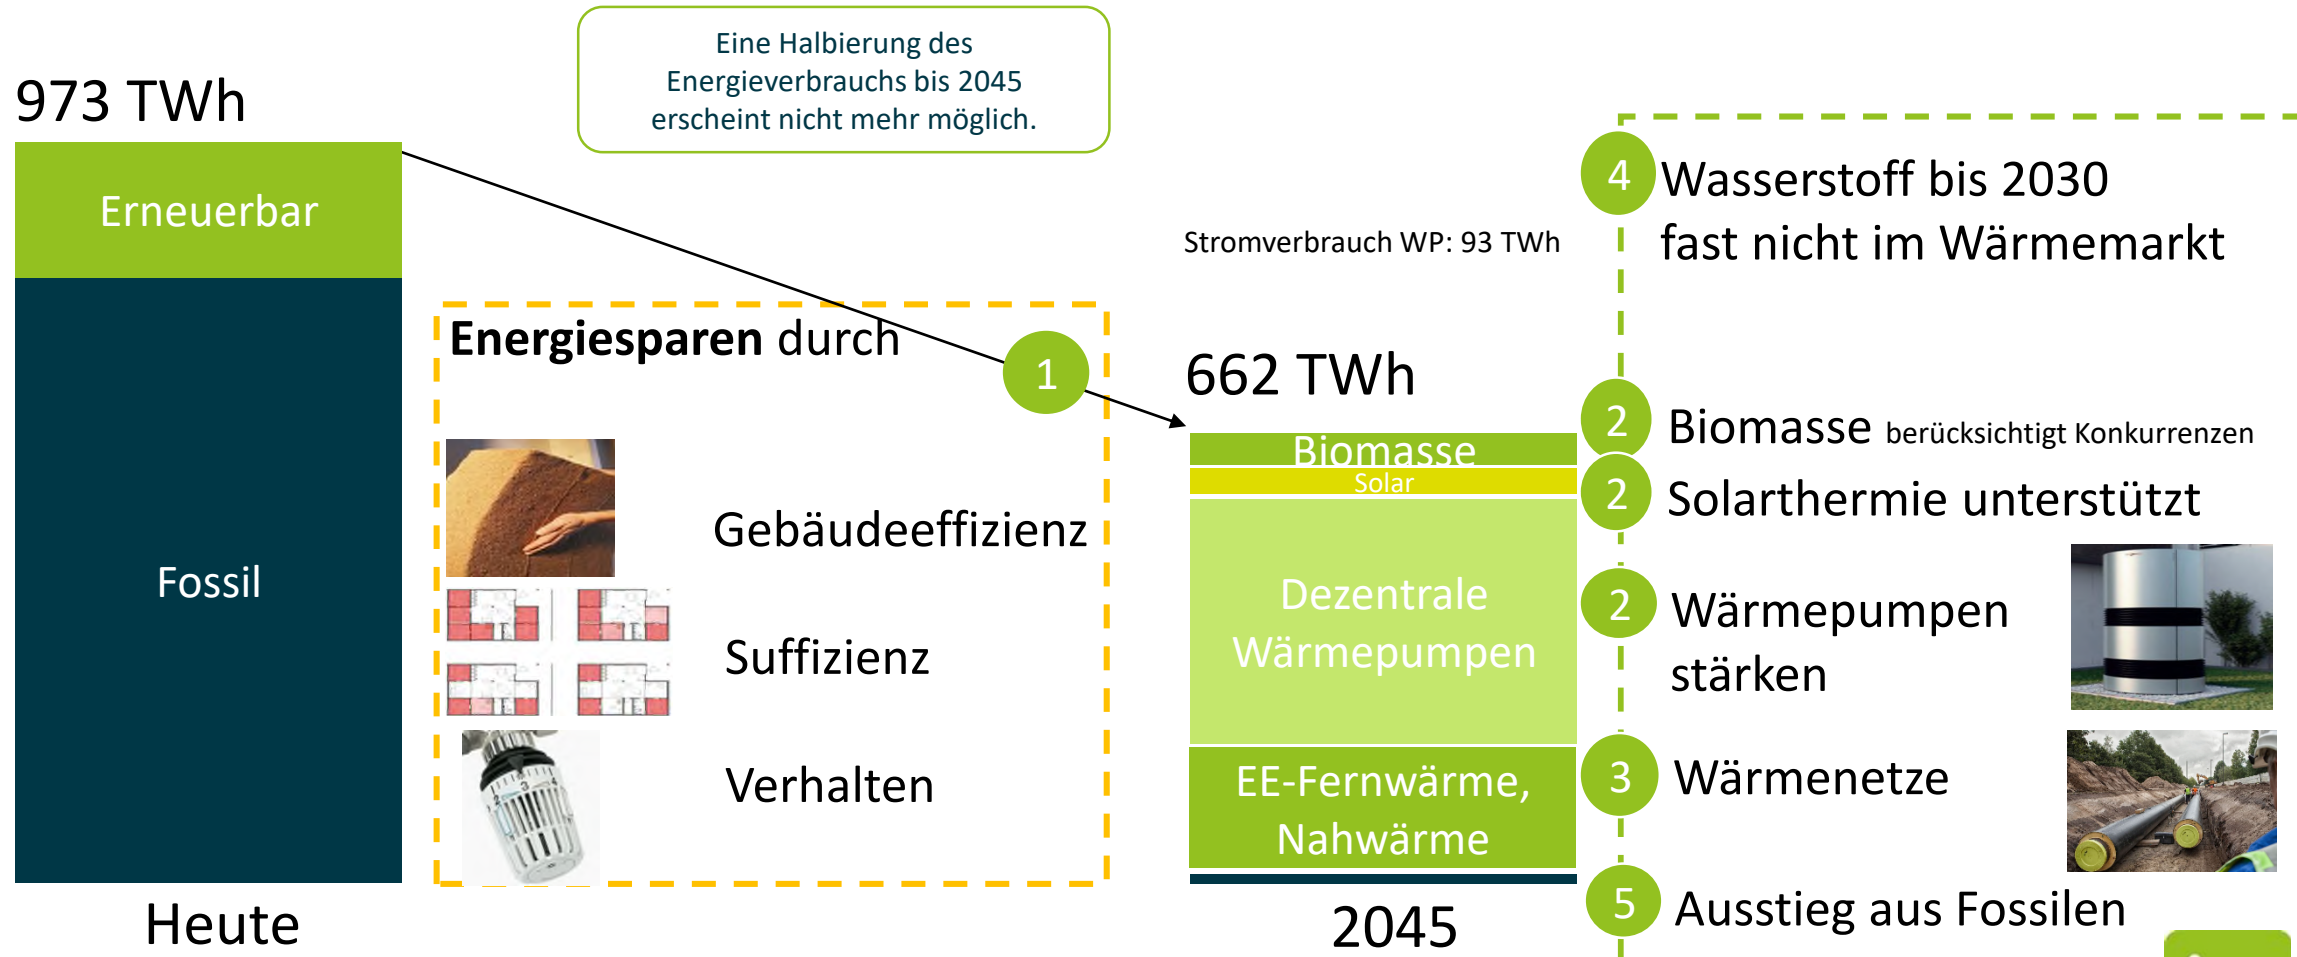 Eine Halbierung des
Energieverbrauchs bis 2045
erscheint nicht mehr möglich.
973 TWh
Erneuerbar
Fossil
Heute
Energiesparen durch
1
Gebäudeeffizienz
Suffizienz
Verhalten
Stromverbrauch WP: 93 TWh
662 TWh
Biomasse
Solar
Dezentrale
Wärmepumpen
EE-Fernwärme,
Nahwärme
2045
4 Wasserstoff bis 2030
fast nicht im Wärmemarkt
2 Biomasse berücksichtigt Konkurrenzen
2 Solarthermie unterstützt
2 Wärmepumpen
stärken
3 Wärmenetze
5 Ausstieg aus Fossilen